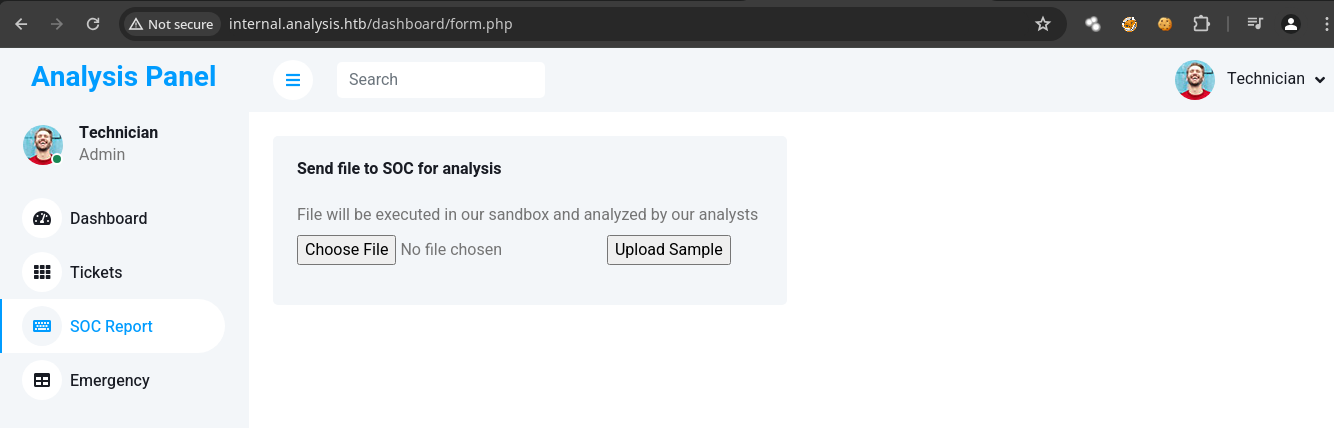 Not secure internal.analysis.htb/dashboard/form.php
Analysis Panel
Search
Technician
Technician
Admin
Dashboard
Tickets
SOC Report
Emergency
Send file to SOC for analysis
File will be executed in our sandbox and analyzed by our analysts
Choose File No file chosen Upload Sample